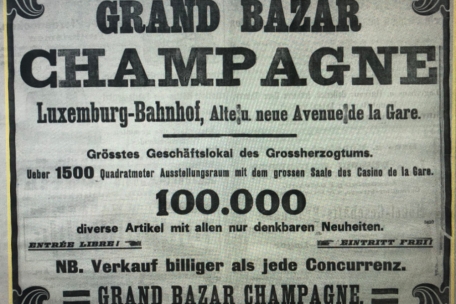 GRAND BAZAR
CHAMPAGNE
Luxemburg-Bahnhof, Alte u. neue Avenue de la Gare.
Grösstes Geschäftslokal des Grossherzogtums.
Ueber 1500 Quadratmeter Ausstellungsraum mit dem grossen Saale des Casino de la Gare.
100.000
diverse Artikel mit allen nur denkbaren Neuheiten.
ENTRÉE LIBRE! EINTRITT FREI!
NB. Verkauf billiger als jede Concurrenz.
GRAND BAZAR CHAMPAGNE.